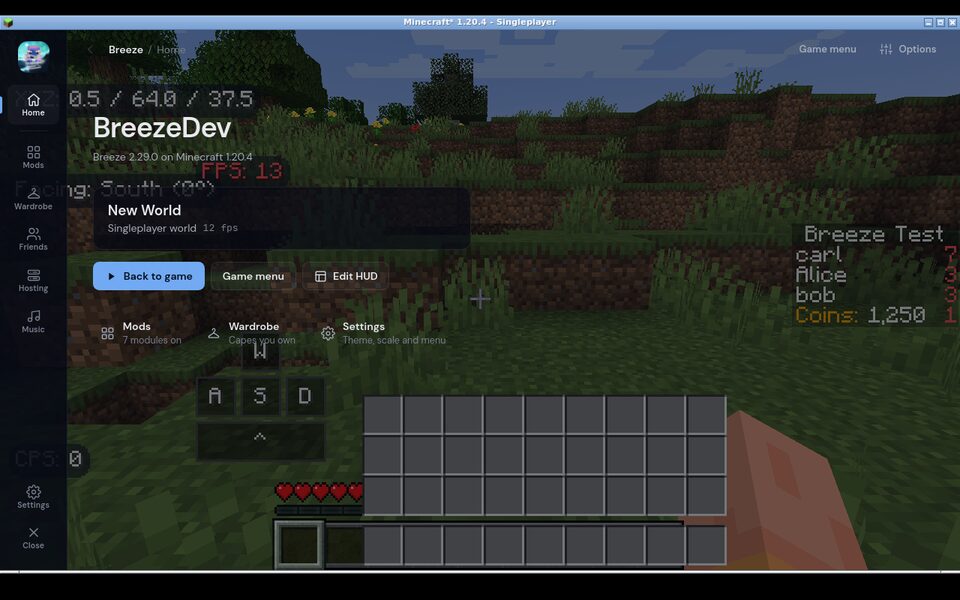 Minecraft* 1.20.4 - Singleplayer
Breeze / Home
Game menu
Options
Home
0.5 / 64.0 / 37.5
BreezeDev
Breeze 2.29.0 on Minecraft 1.20.4
FPS: 13
Mods
Facing: South (0°)
Wardrobe
New World
Singleplayer world 12 fps
Friends
Breeze Test
carl 7
Alice 3
bob 3
Coins: 1,250 1
Back to game
Game menu
Edit HUD
Hosting
Music
Mods
7 modules on
Wardrobe
Capes you own
Settings
Theme, scale and menu
W
A S D
^
CPS: 0
Settings
Close